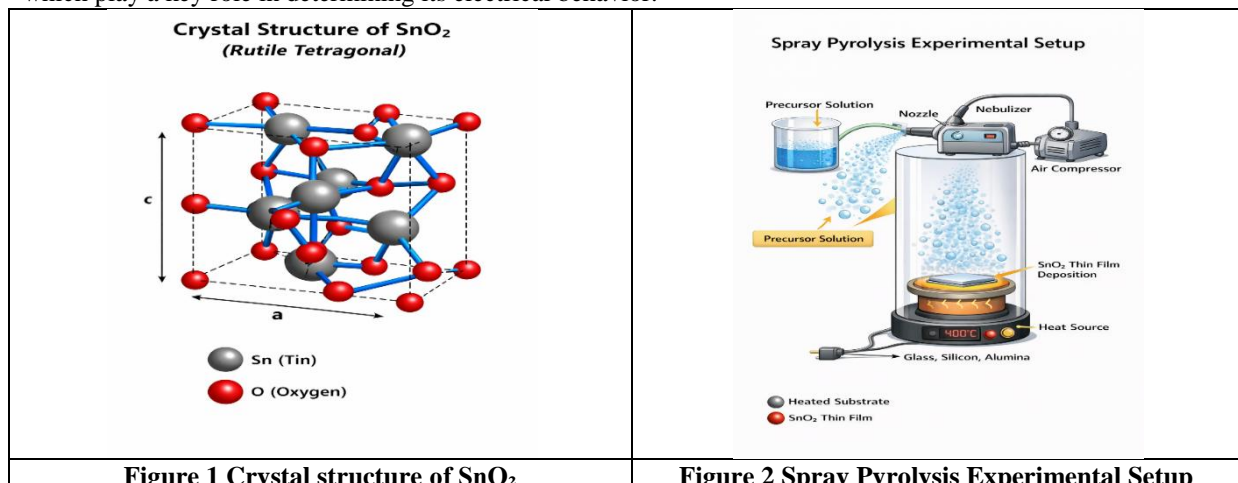 which play a key role in determining its electrical behavior.
Crystal Structure of SnO₂
(Rutile Tetragonal)
c
a
Sn (Tin)
O (Oxygen)
Spray Pyrolysis Experimental Setup
Precursor Solution
Nozzle
Nebulizer
Air Compressor
Precursor Solution
SnO₂ Thin Film
Deposition
400°C
Heat Source
Glass, Silicon, Alumina
Heated Substrate
SnO₂ Thin Film
Figure 1 Crystal structure of SnO₂
Figure 2 Spray Pyrolysis Experimental Setup